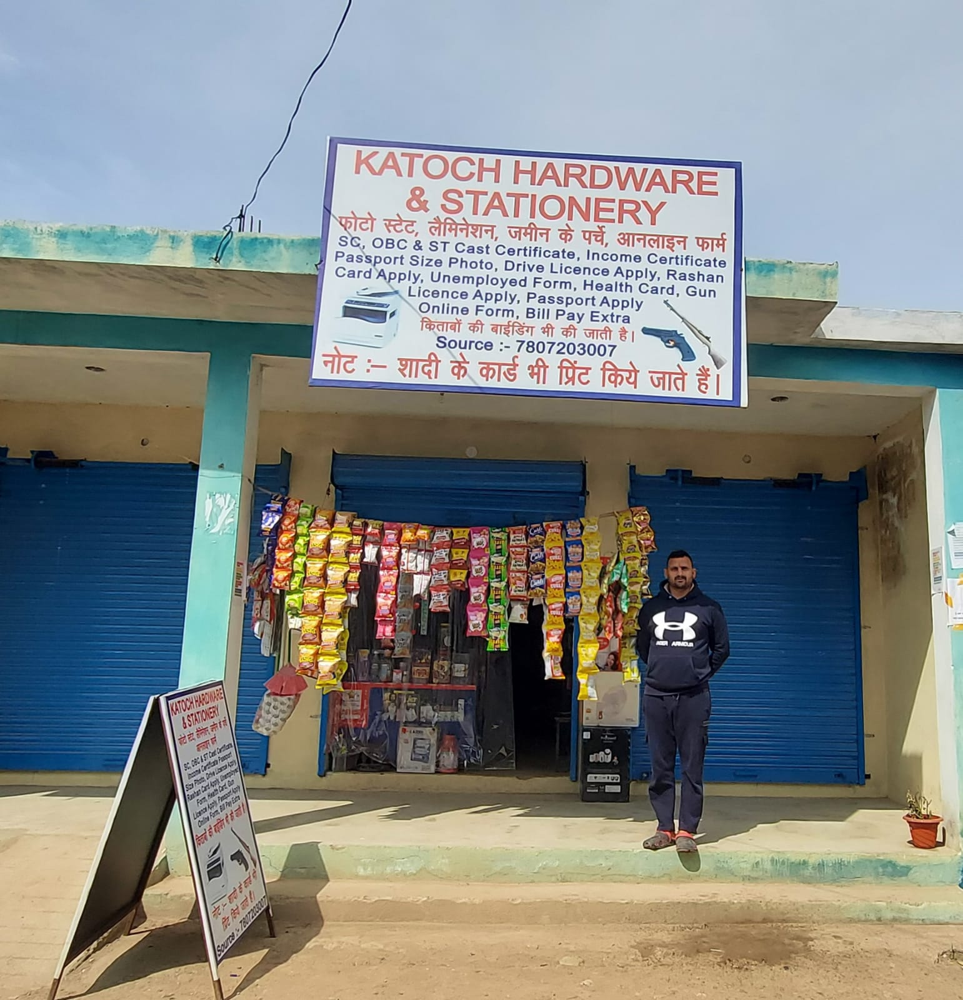 KATOCH HARDWARE
& STATIONERY
फोटो स्टेट, लैमिनेशन, जमीन के पर्चे, आनलाइन फार्म
SC, OBC & ST Cast Certificate, Income Certificate
Passport Size Photo, Drive Licence Apply, Rashan
Card Apply, Unemployed Form, Health Card, Gun
Licence Apply, Passport Apply
Online Form, Bill Pay Extra
किताबों की बाईडिंग भी की जाती है।
Source :- 7807203007
नोट :– शादी के कार्ड भी प्रिंट किये जाते हैं।
KATOCH HARDWARE
& STATIONERY
फोटो स्टेट, लैमिनेशन, जमीन के पर्चे
आनलाइन फार्म
SC, OBC & ST Cast Certificate,
Income Certificate Passport
Size Photo, Drive Licence Apply,
Rashan Card Apply, Unemployed
Form, Health Card, Gun
Licence Apply, Passport Apply
Online Form, Bill Pay Extra
किताबों की बाईडिंग भी की जाती है।
नोट :– शादी के कार्ड भी
प्रिंट किये जाते हैं।
Source :- 7807203007
Curls
Curls
Curls